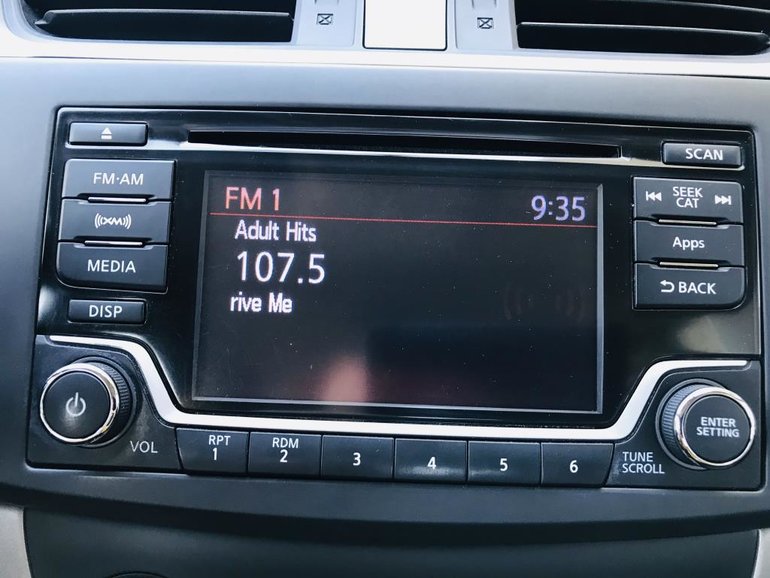 SCAN
FM·AM
XM
MEDIA
DISP
FM 1 9:35
Adult Hits
107.5
rive Me
SEEK
CAT
Apps
BACK
VOL
RPT
1
RDM
2
3
4
5
6
TUNE
SCROLL
ENTER
SETTING